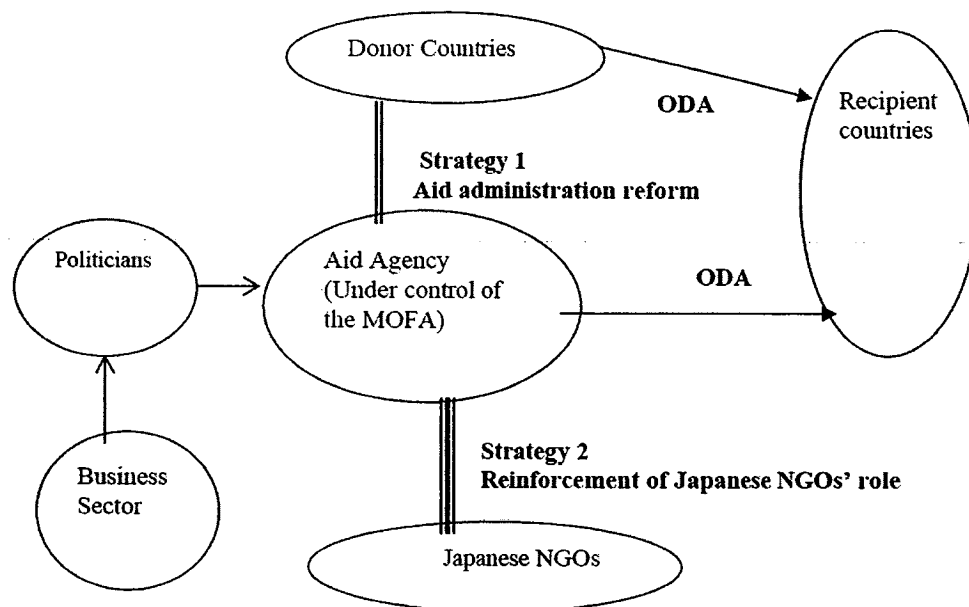 Donor Countries
ODA
Recipient
countries
Strategy 1
Aid administration reform
Politicians
Aid Agency
(Under control of
the MOFA)
ODA
Business
Sector
Strategy 2
Reinforcement of Japanese NGOs' role
Japanese NGOs